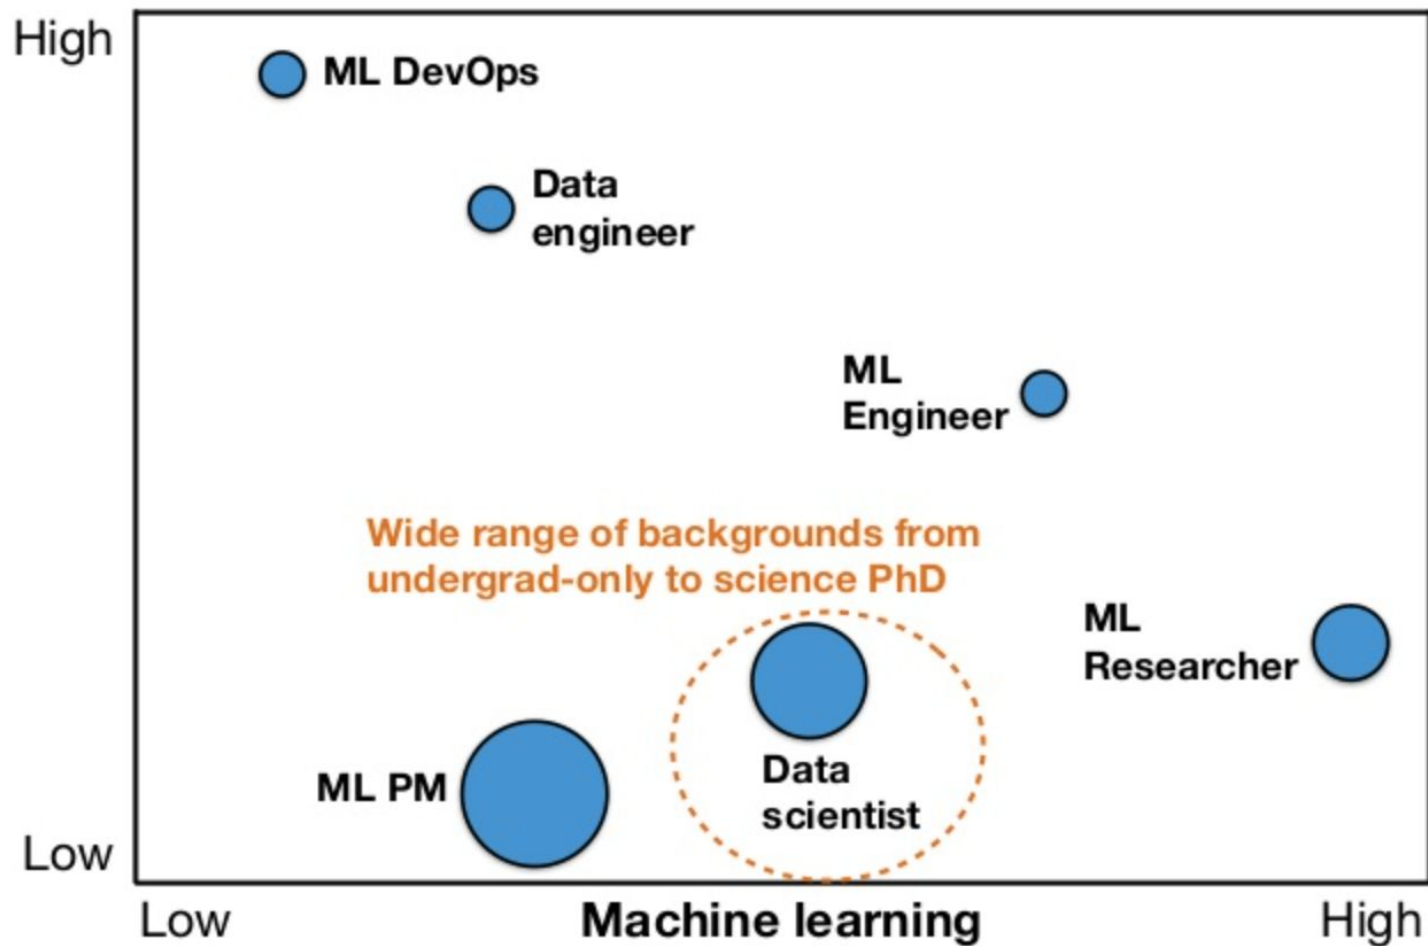 High
ML DevOps
Data
engineer
ML
Engineer
Wide range of backgrounds from
undergrad-only to science PhD
ML
Researcher
ML PM
Data
scientist
Low
Low
Machine learning
High